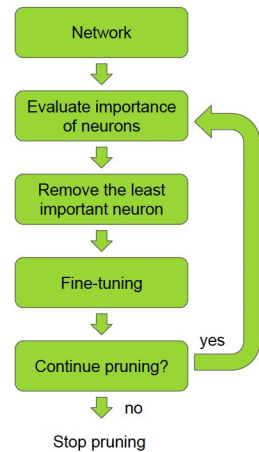 Network
Evaluate importance
of neurons
Remove the least
important neuron
Fine-tuning
yes
Continue pruning?
no
Stop pruning